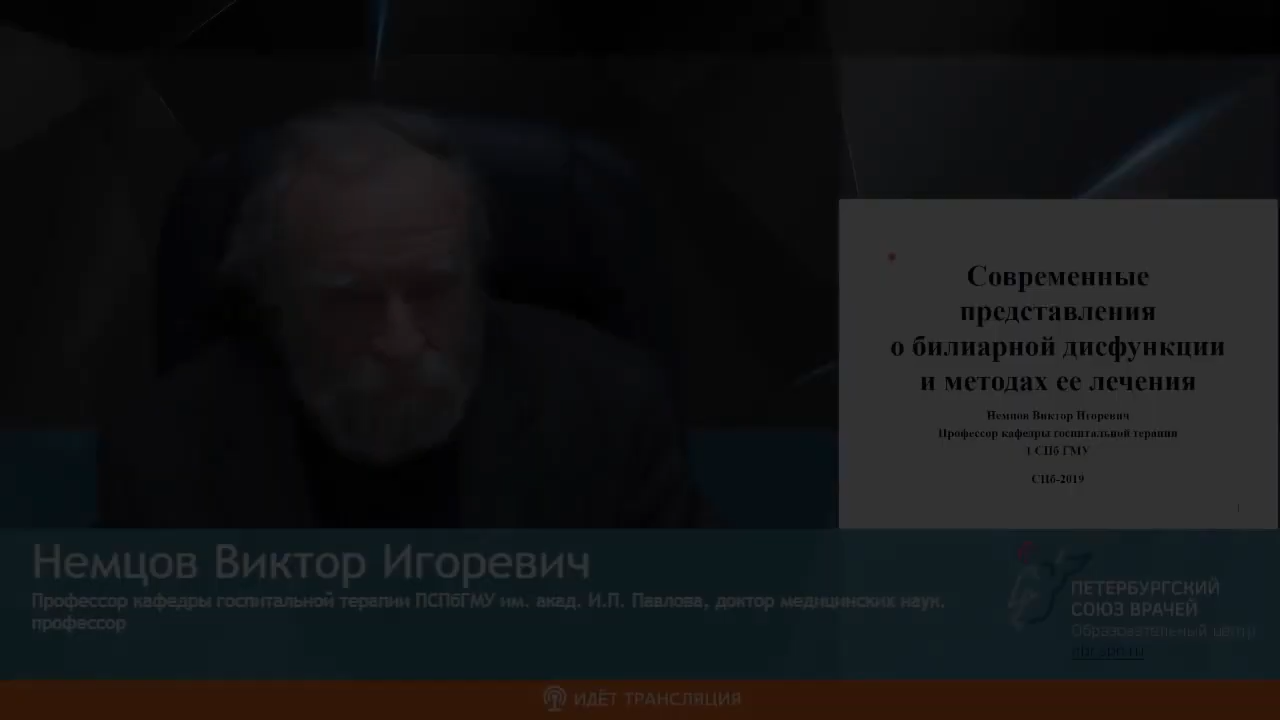 Современные
представления
о билиарной дисфункции
и методах ее лечения
Немцов Виктор Игоревич
Профессор кафедры госпитальной терапии
1 СПб ГМУ
СПб-2019
1
Немцов Виктор Игоревич
Профессор кафедры госпитальной терапии ПСПбГМУ им. акад. И.П. Павлова, доктор медицинских наук,
профессор
ПЕТЕРБУРГСКИЙ
СОЮЗ ВРАЧЕЙ
Образовательный центр
ИДЁТ ТРАНСЛЯЦИЯ